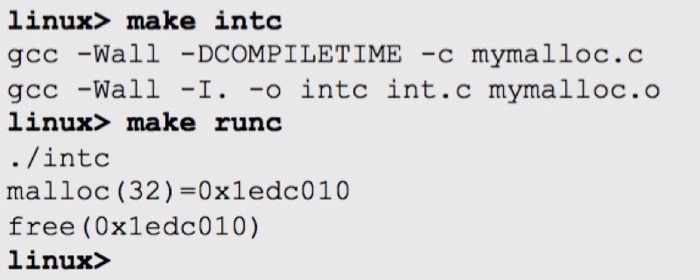 linux> make intc
gcc -Wall -DCOMPILETIME -c mymalloc.c
gcc -Wall -I. -o intc int.c mymalloc.o
linux> make runc
./intc
malloc(32)=0x1edc010
free(0x1edc010)
linux>